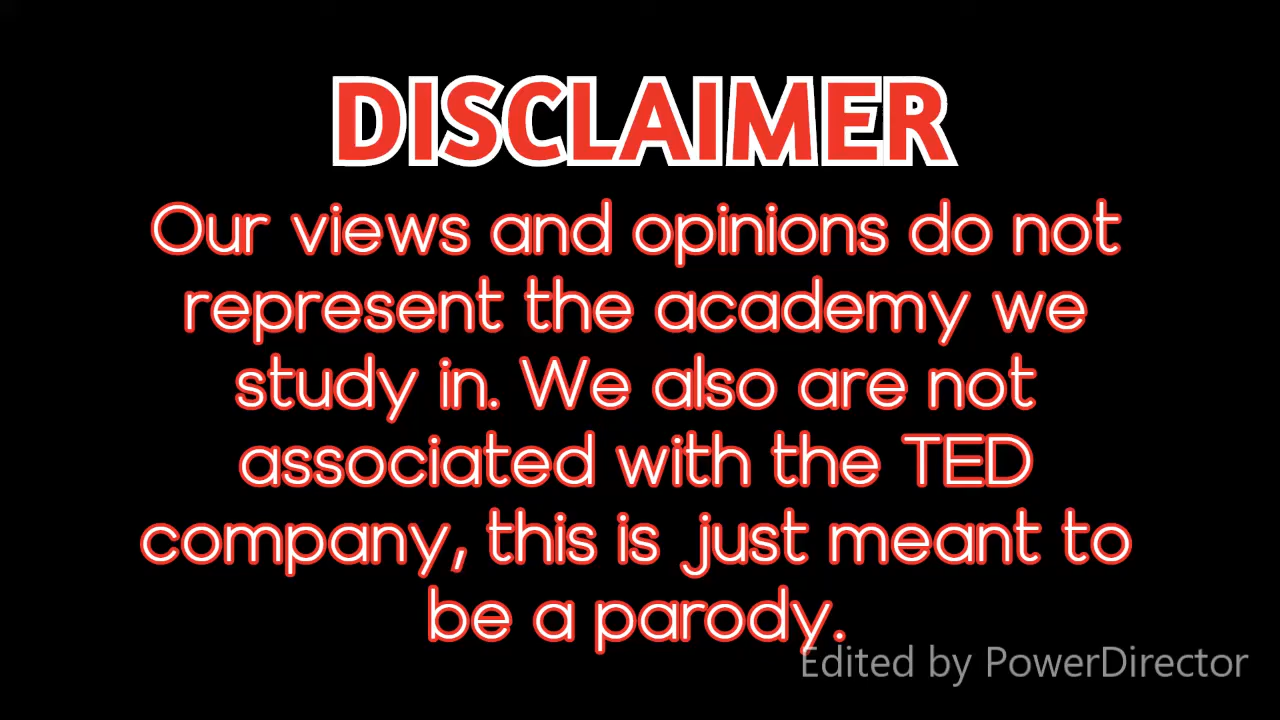 DISCLAIMER
Our views and opinions do not
represent the academy we
study in. We also are not
associated with the TED
company, this is just meant to
be a parody.
Edited by PowerDirector